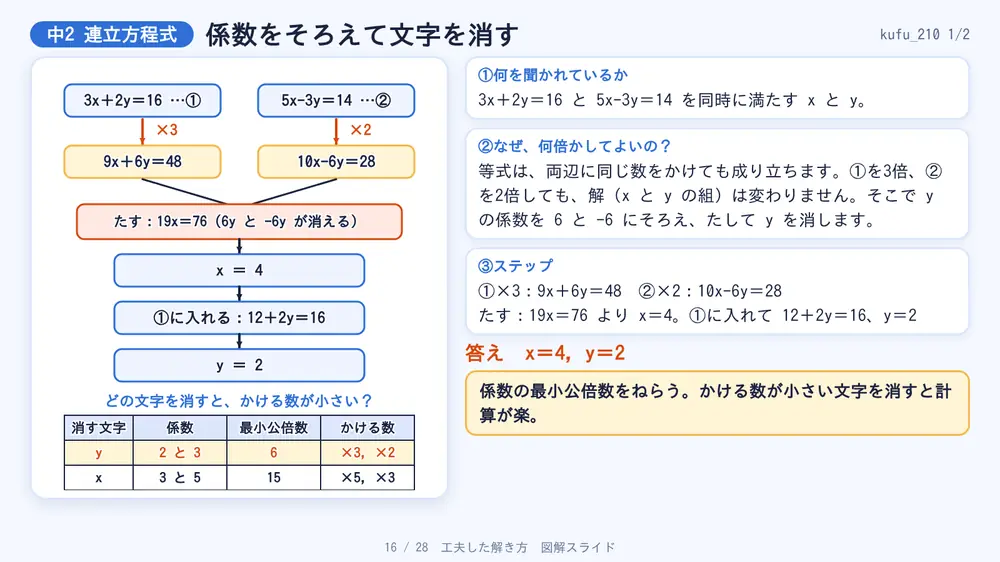 中2 連立方程式
係数をそろえて文字を消す
kufu_210 1/2
3x＋2y＝16 …①
5x-3y＝14 …②
×3
×2
9x＋6y＝48
10x-6y＝28
たす：19x＝76（6y と -6y が消える）
x ＝ 4
①に入れる：12＋2y＝16
y ＝ 2
どの文字を消すと、かける数が小さい？
消す文字 係数 最小公倍数 かける数
y 2 と 3 6 ×3, ×2
x 3 と 5 15 ×5, ×3
①何を聞かれているか
3x＋2y＝16 と 5x-3y＝14 を同時に満たす x と y。
②なぜ、何倍かしてよいの？
等式は、両辺に同じ数をかけても成り立ちます。①を3倍、②
を2倍しても、解（x と y の組）は変わりません。そこで y
の係数を 6 と -6 にそろえ、たして y を消します。
③ステップ
①×3：9x＋6y＝48　②×2：10x-6y＝28
たす：19x＝76 より x＝4。①に入れて 12＋2y＝16、y＝2
答え　x＝4, y＝2
係数の最小公倍数をねらう。かける数が小さい文字を消すと計
算が楽。
16 / 28　工夫した解き方　図解スライド